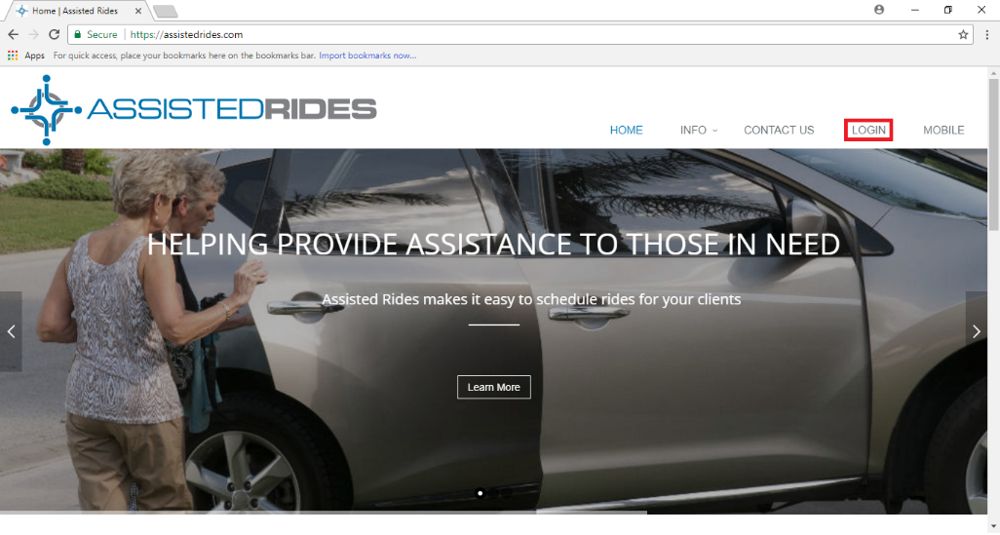 Home | Assisted Rides
Secure https://assistedrides.com
Apps For quick access, place your bookmarks here on the bookmarks bar. Import bookmarks now...
ASSISTEDRIDES
HOME INFO CONTACT US LOGIN MOBILE
HELPING PROVIDE ASSISTANCE TO THOSE IN NEED
Assisted Rides makes it easy to schedule rides for your clients
Learn More